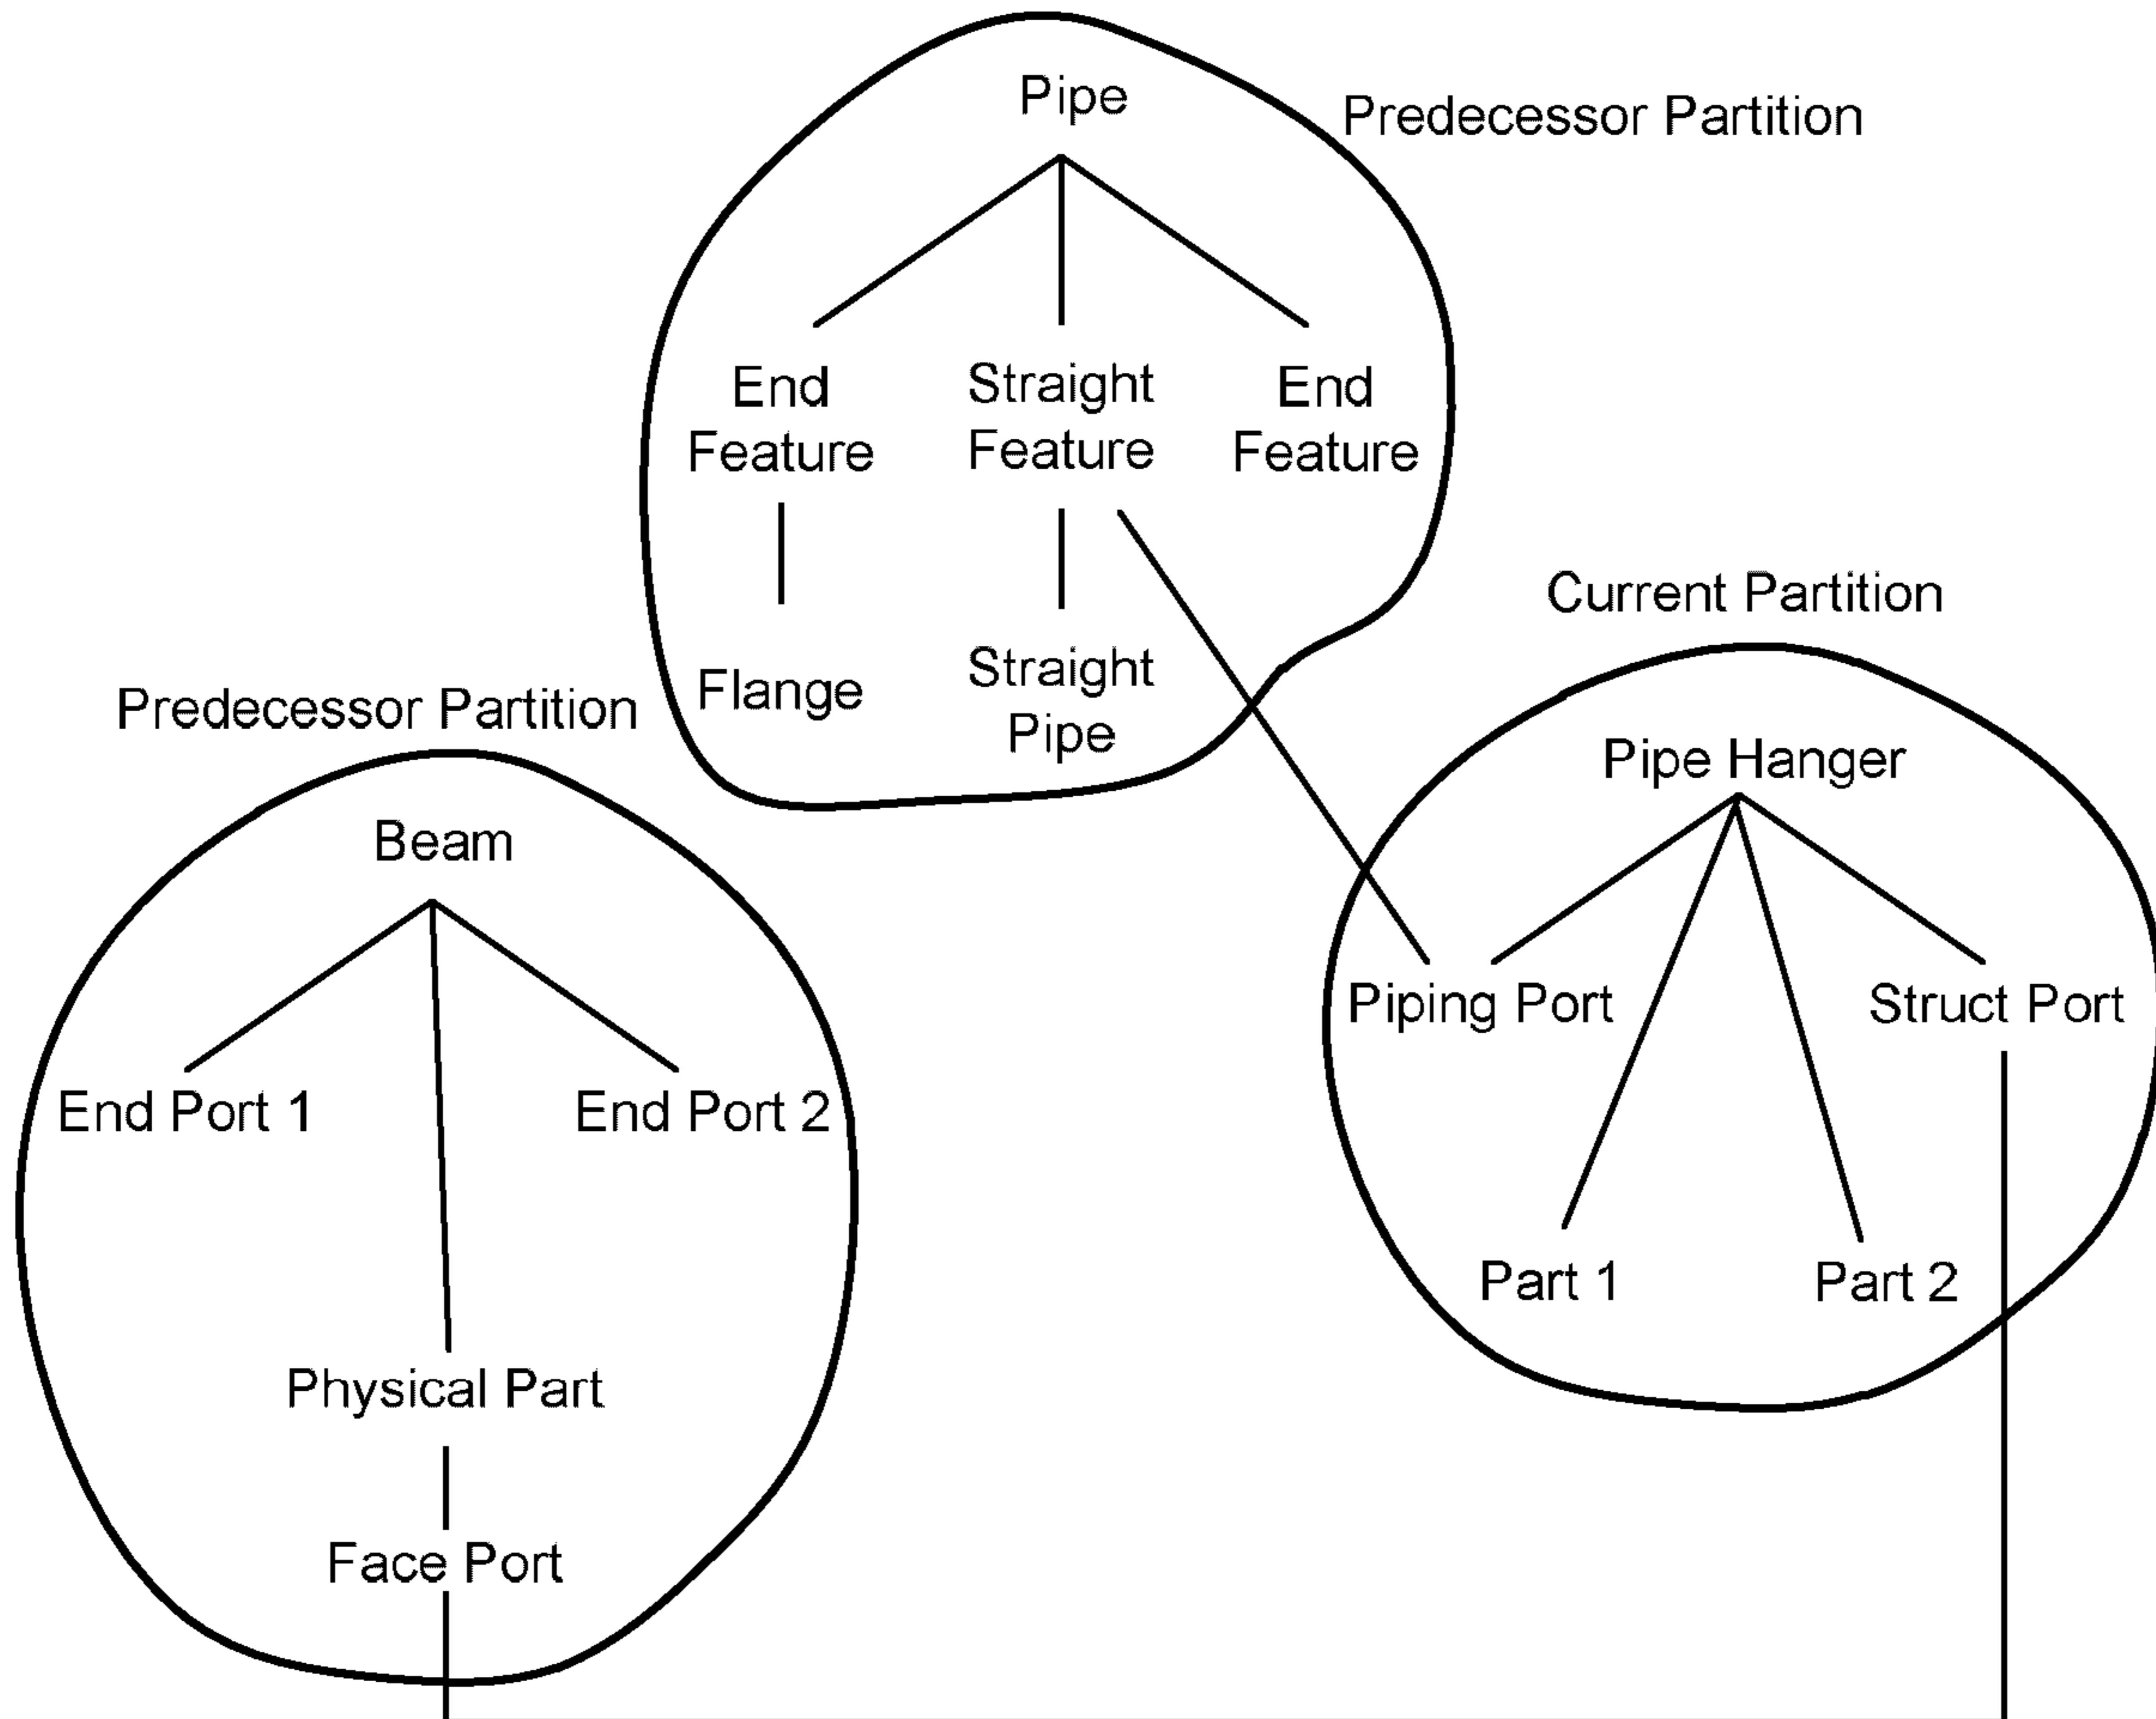 Pipe
Predecessor Partition
End
Feature
Straight
Feature
End
Feature
Flange
Straight
Pipe
Current Partition
Pipe Hanger
Piping Port
Struct Port
Part 1
Part 2
Predecessor Partition
Beam
End Port 1
End Port 2
Physical Part
Face Port